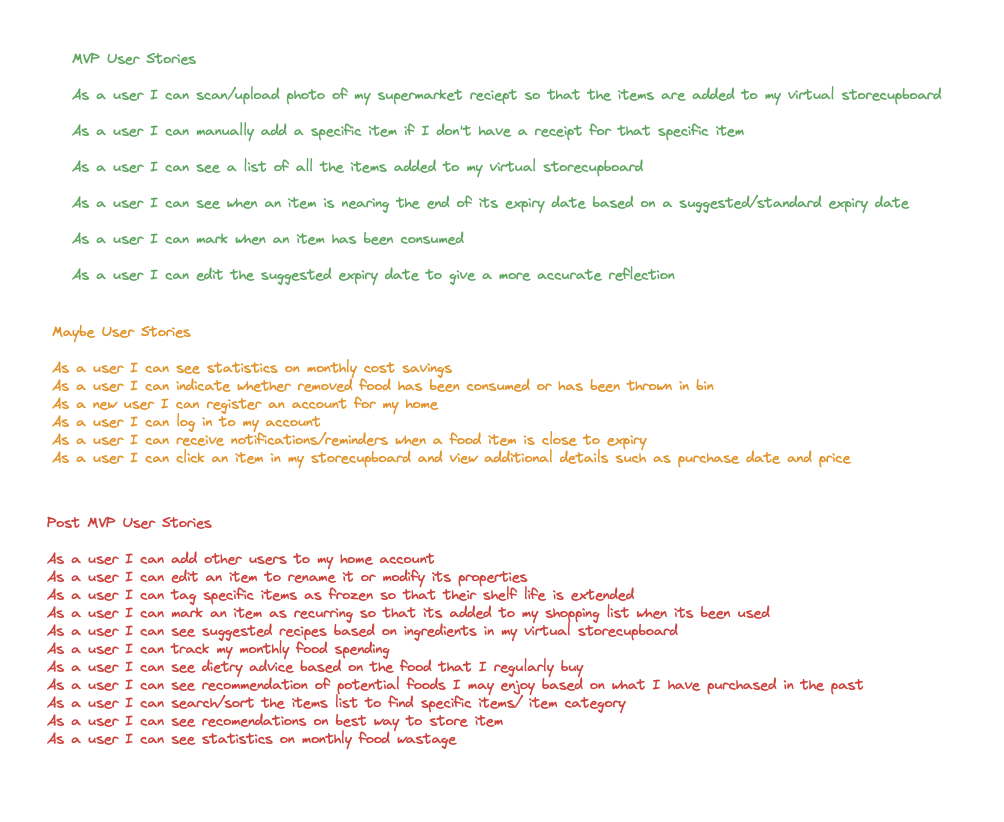 MVP User Stories
As a user I can scan/upload photo of my supermarket reciept so that the items are added to my virtual storecupboard
As a user I can manually add a specific item if I don't have a receipt for that specific item
As a user I can see a list of all the items added to my virtual storecupboard
As a user I can see when an item is nearing the end of its expiry date based on a suggested/standard expiry date
As a user I can mark when an item has been consumed
As a user I can edit the suggested expiry date to give a more accurate reflection
Maybe User Stories
As a user I can see statistics on monthly cost savings
As a user I can indicate whether removed food has been consumed or has been thrown in bin
As a new user I can register an account for my home
As a user I can log in to my account
As a user I can receive notifications/reminders when a food item is close to expiry
As a user I can click an item in my storecupboard and view additional details such as purchase date and price
Post MVP User Stories
As a user I can add other users to my home account
As a user I can edit an item to rename it or modify its properties
As a user I can tag specific items as frozen so that their shelf life is extended
As a user I can mark an item as recurring so that its added to my shopping list when its been used
As a user I can see suggested recipes based on ingredients in my virtual storecupboard
As a user I can track my monthly food spending
As a user I can see dietry advice based on the food that I regularly buy
As a user I can see recommendation of potential foods I may enjoy based on what I have purchased in the past
As a user I can search/sort the items list to find specific items/ item category
As a user I can see recomendations on best way to store item
As a user I can see statistics on monthly food wastage